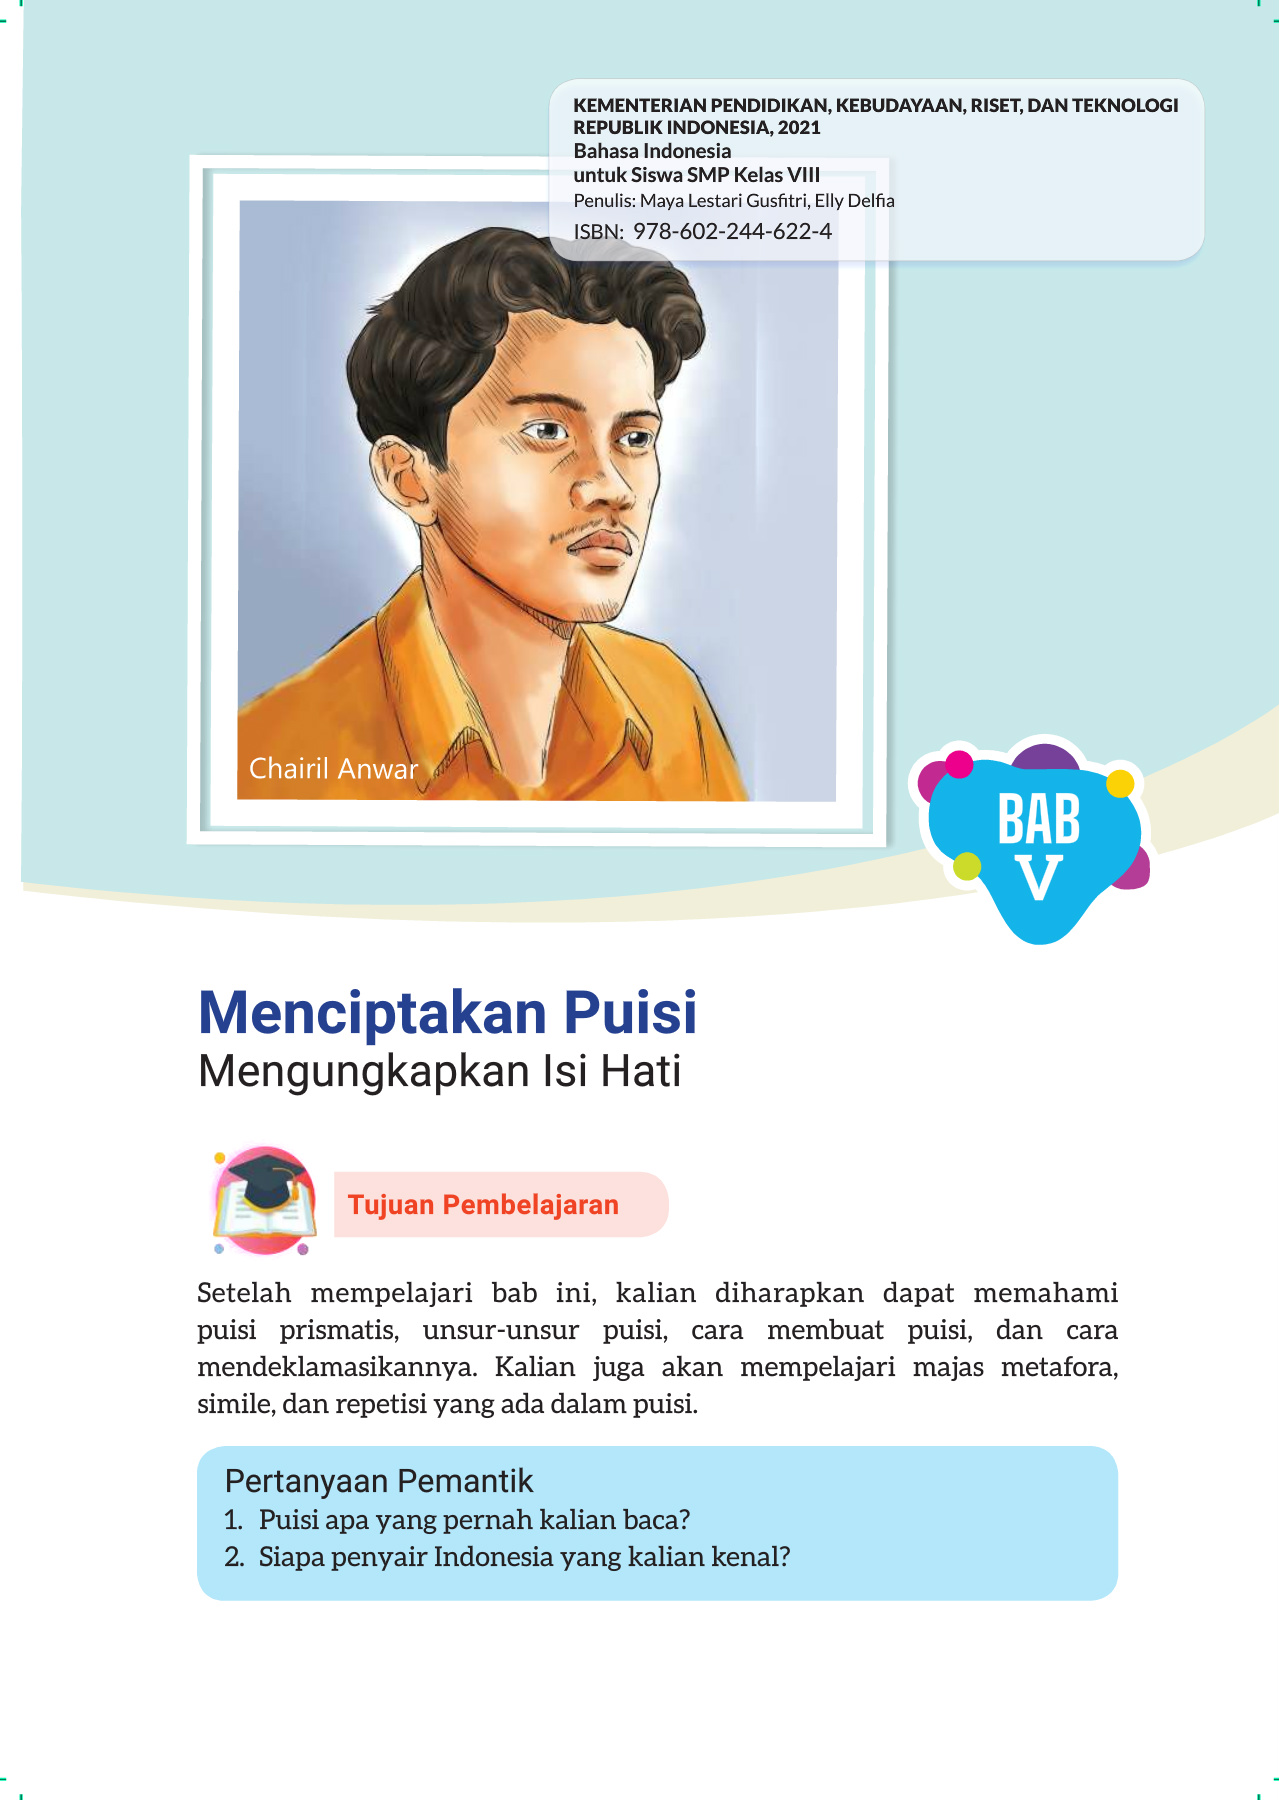 KEMENTERIAN PENDIDIKAN, KEBUDAYAAN, RISET, DAN TEKNOLOGI
REPUBLIK INDONESIA, 2021
Bahasa Indonesia
untuk Siswa SMP Kelas VIII
Penulis: Maya Lestari Gusfitri, Elly Delfia
ISBN: 978-602-244-622-4
Chairil Anwar
BAB
V
Menciptakan Puisi
Mengungkapkan Isi Hati
Tujuan Pembelajaran
Setelah mempelajari bab ini, kalian diharapkan dapat memahami
puisi prismatis, unsur-unsur puisi, cara membuat puisi, dan cara
mendeklamasikannya. Kalian juga akan mempelajari majas metafora,
simile, dan repetisi yang ada dalam puisi.
Pertanyaan Pemantik
1. Puisi apa yang pernah kalian baca?
2. Siapa penyair Indonesia yang kalian kenal?